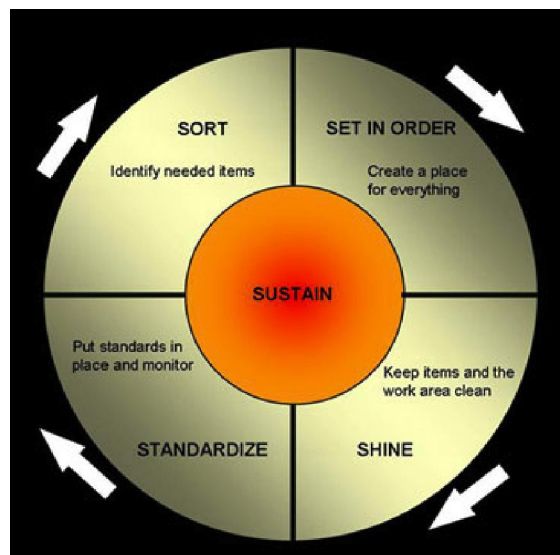 SORT
Identify needed items
SET IN ORDER
Create a place
for everything
SUSTAIN
Put standards in
place and monitor
STANDARDIZE
Keep items and the
work area clean
SHINE